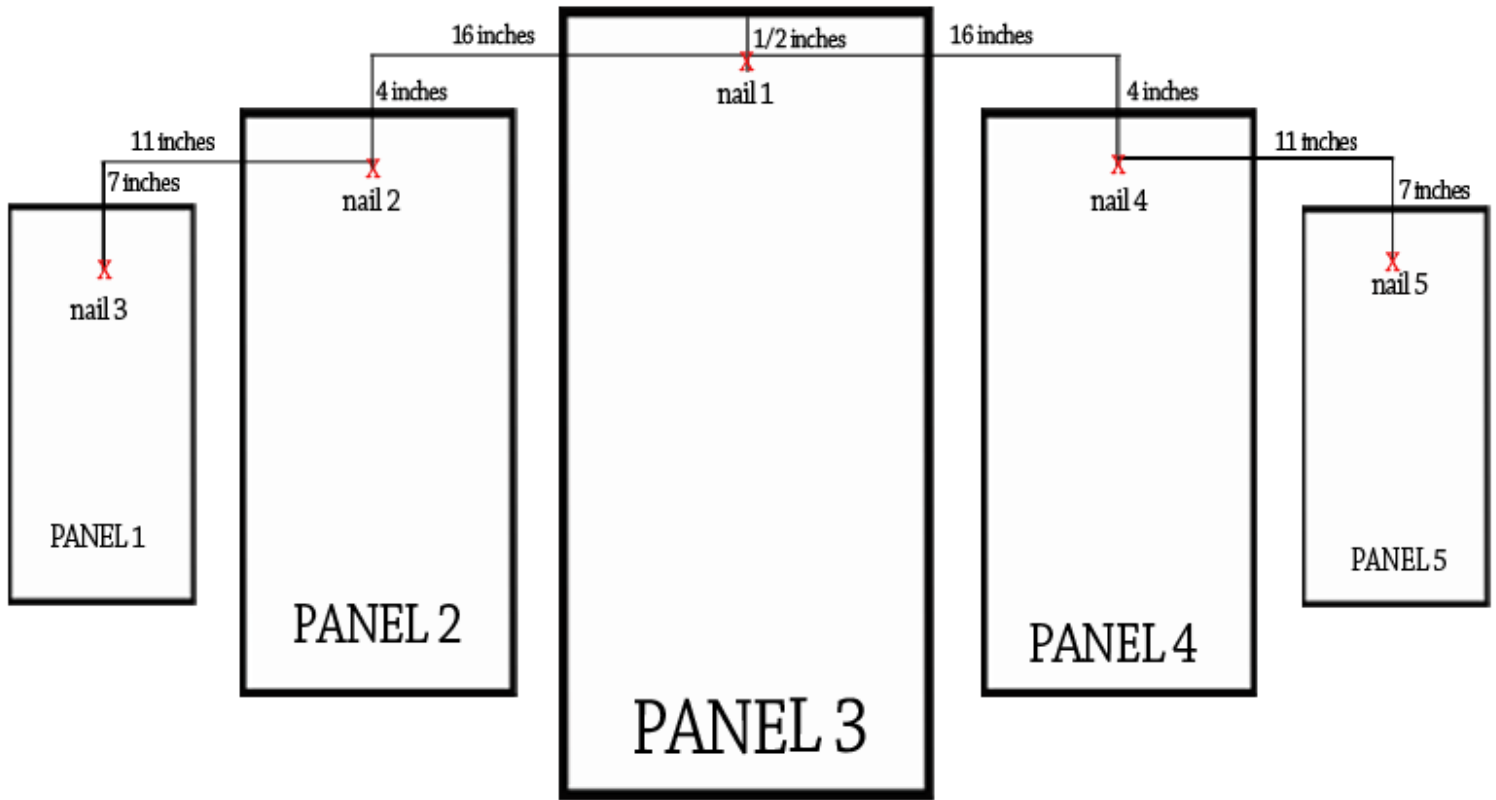 16 inches
1/2 inches
16 inches
nail 1
4 inches
4 inches
11 inches
11 inches
7 inches
nail 2
nail 4
7 inches
nail 3
nail 5
PANEL 1
PANEL 2
PANEL 3
PANEL 4
PANEL 5